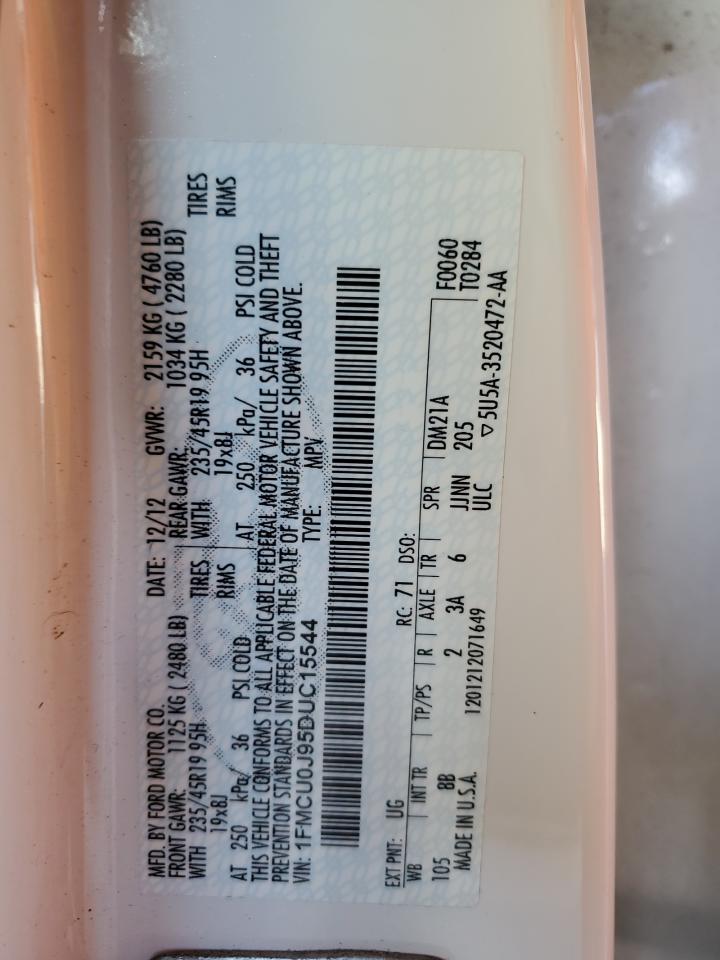 MFD. BY FORD MOTOR CO. DATE: 12/12 GVWR: 2159 KG ( 4760 LB)
FRONT GAWR: 1125 KG ( 2480 LB) REAR GAWR: 1034 KG ( 2280 LB)
WITH 235/45R19 95H TIRES WITH 235/45R19 95H TIRES
19x8J RIMS 19x8J RIMS
AT 250 kPa/ 36 PSI COLD AT 250 kPa/ 36 PSI COLD
THIS VEHICLE CONFORMS TO ALL APPLICABLE FEDERAL MOTOR VEHICLE SAFETY AND THEFT
PREVENTION STANDARDS IN EFFECT ON THE DATE OF MANUFACTURE SHOWN ABOVE.
VIN: 1FMCU0J95DUC15544 TYPE: MPV
EXT PNT: UG RC: 71 DSO: F0060
WB INT TR TP/PS R AXLE TR SPR DM21A T0284
105 8B 2 3A 6 JJNN 205
MADE IN U.S.A. 1201212071649 ULC ▽5U5A-3520472-AA